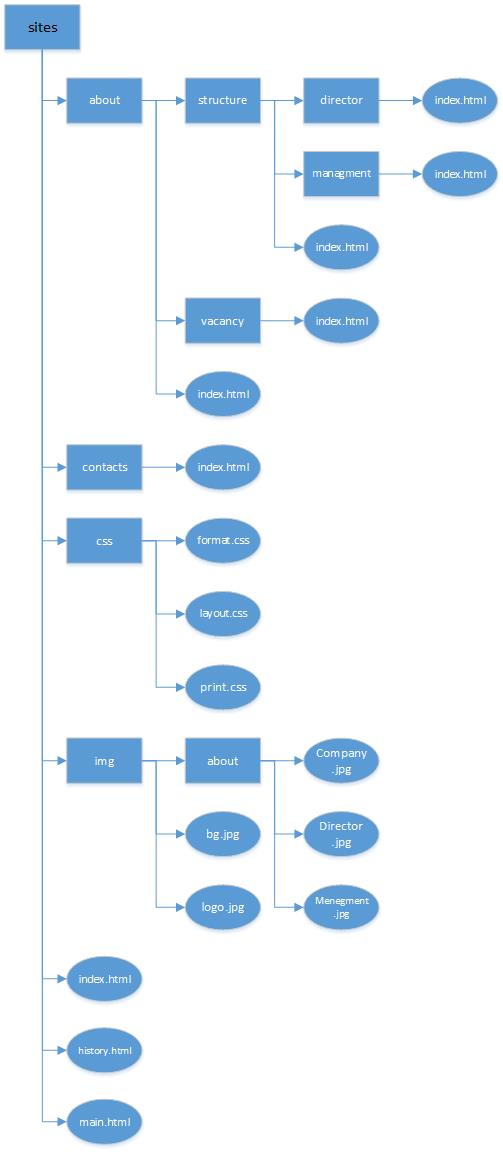 sites
about
structure
director
index.html
managment
index.html
index.html
vacancy
index.html
index.html
contacts
index.html
css
format.css
layout.css
print.css
img
about
Company
.jpg
bg.jpg
Director
.jpg
logo.jpg
Menegment
.jpg
index.html
history.html
main.html